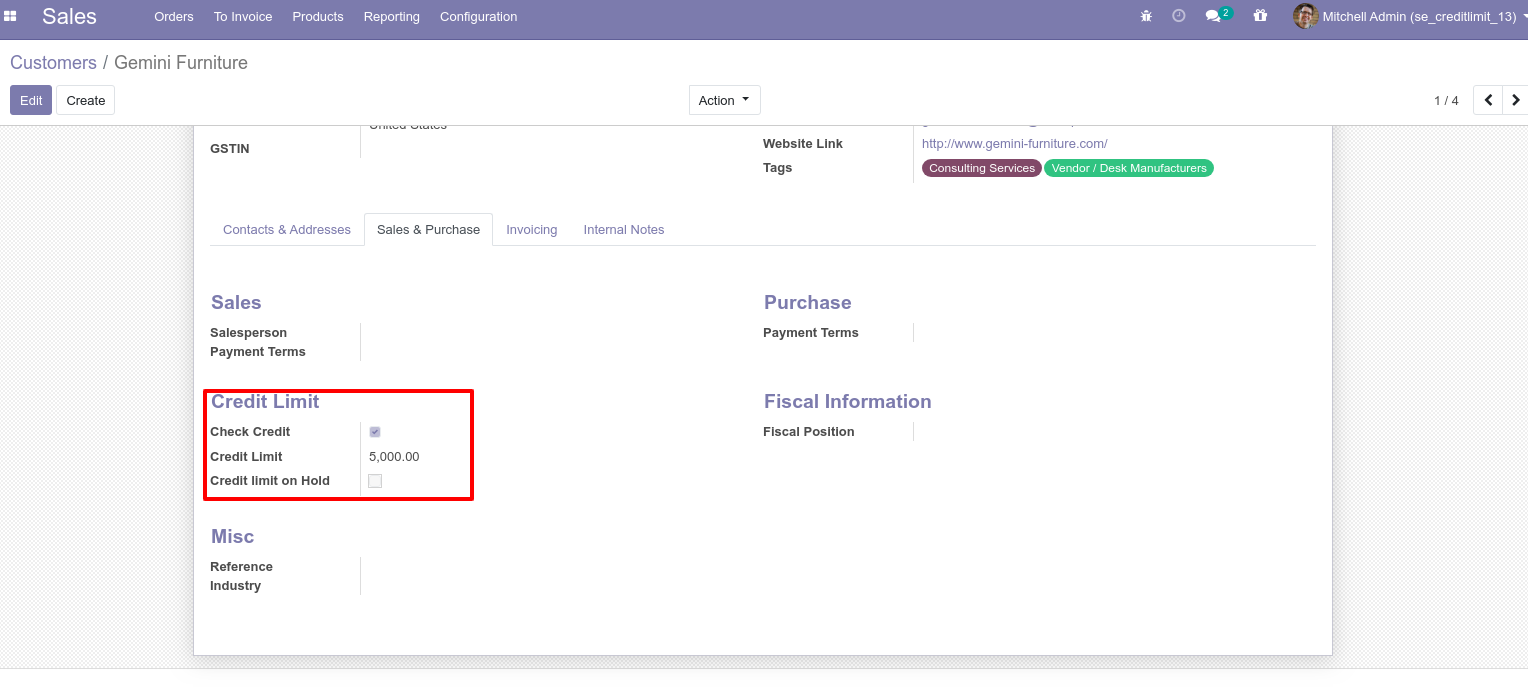 Sales Orders To Invoice Products Reporting Configuration 2 Mitchell Admin (se_creditlimit_13)
Customers / Gemini Furniture
Edit Create Action 1 / 4
United States
GSTIN
Website Link http://www.gemini-furniture.com/
Tags Consulting Services Vendor / Desk Manufacturers
Contacts & Addresses Sales & Purchase Invoicing Internal Notes
Sales
Salesperson
Payment Terms
Purchase
Payment Terms
Credit Limit
Check Credit
Credit Limit 5,000.00
Credit limit on Hold
Fiscal Information
Fiscal Position
Misc
Reference
Industry